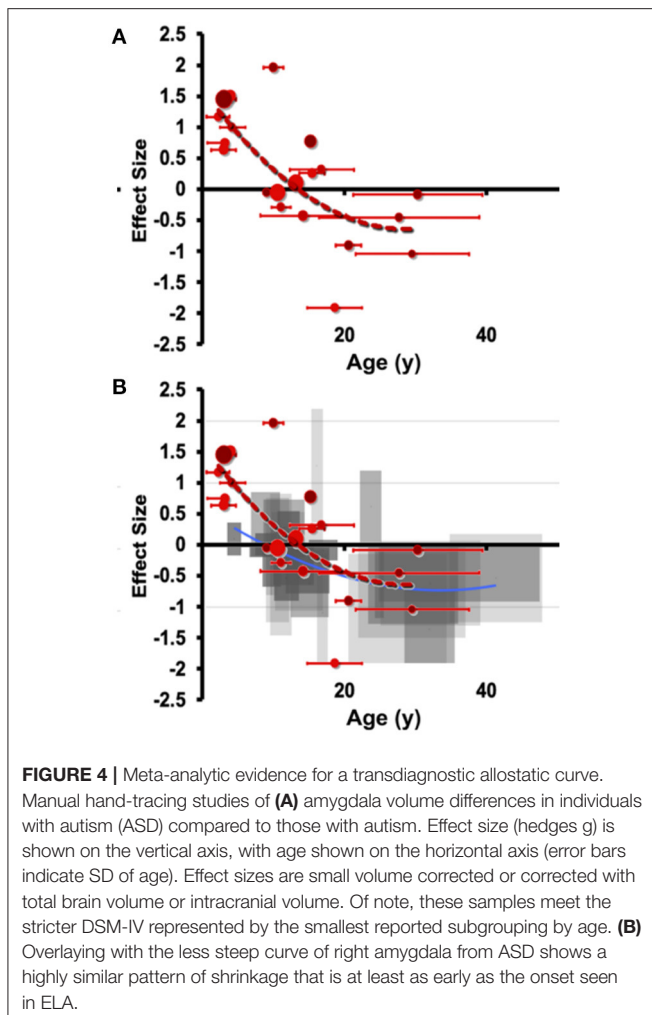 A
2.5
2
1.5
1
0.5
0
-0.5
-1
-1.5
-2
-2.5
Effect Size
20
40
Age (y)
B
2.5
2
1.5
1
0.5
0
-0.5
-1
-1.5
-2
-2.5
Effect Size
20
40
Age (y)
FIGURE 4 | Meta-analytic evidence for a transdiagnostic allostatic curve.
Manual hand-tracing studies of (A) amygdala volume differences in individuals
with autism (ASD) compared to those with autism. Effect size (hedges g) is
shown on the vertical axis, with age shown on the horizontal axis (error bars
indicate SD of age). Effect sizes are small volume corrected or corrected with
total brain volume or intracranial volume. Of note, these samples meet the
stricter DSM-IV represented by the smallest reported subgrouping by age. (B)
Overlaying with the less steep curve of right amygdala from ASD shows a
highly similar pattern of shrinkage that is at least as early as the onset seen
in ELA.